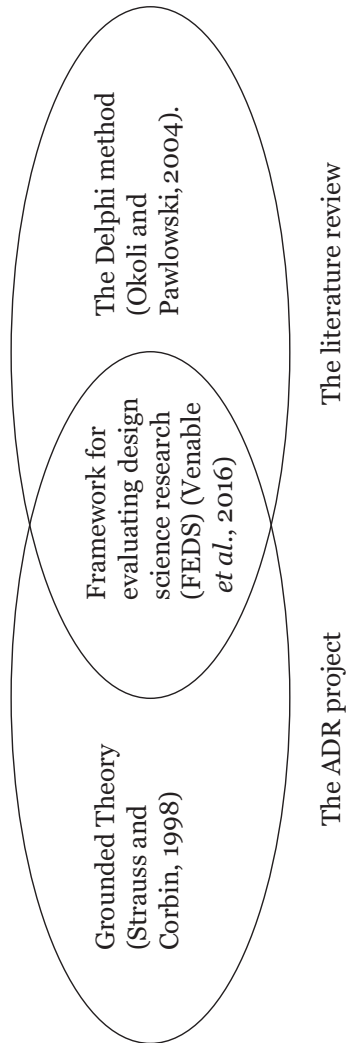 Grounded Theory
(Strauss and
Corbin, 1998)
Framework for
evaluating design
science research
(FEDS) (Venable
et al., 2016)
The Delphi method
(Okoli and
Pawlowski, 2004).
The ADR project
The literature review